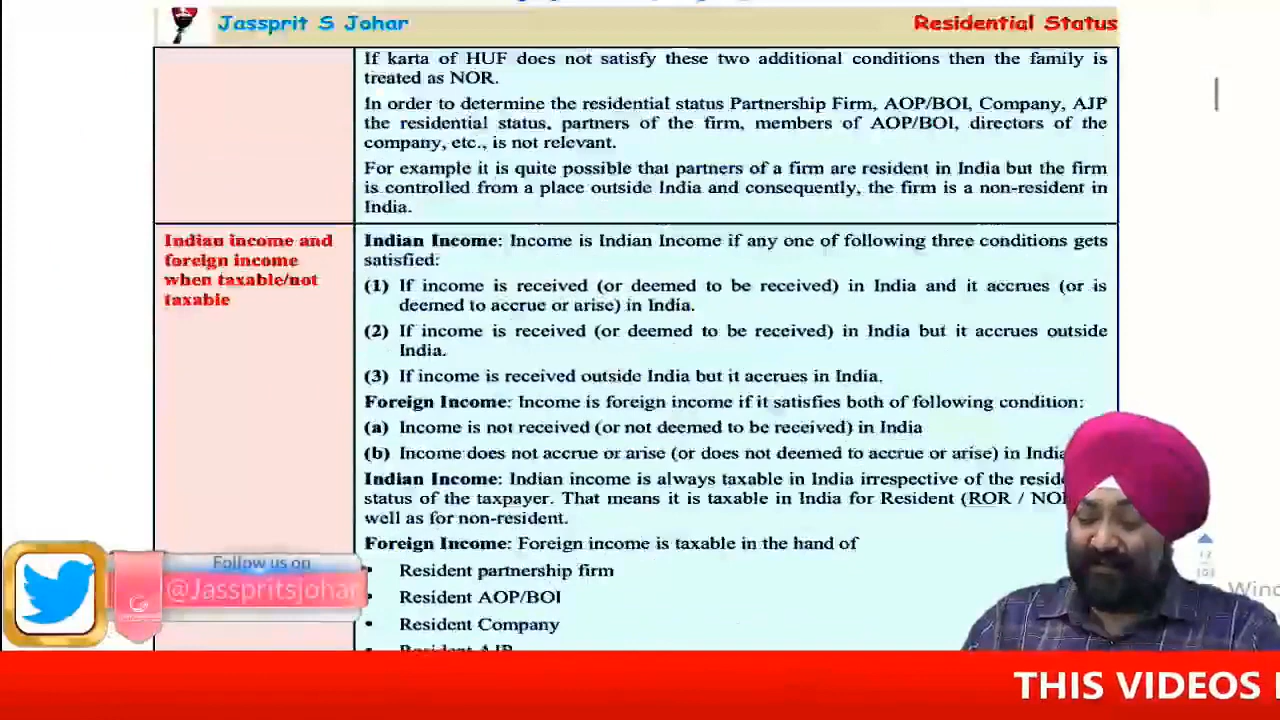 Jassprit S Johar
Residential Status
If karta of HUF does not satisfy these two additional conditions then the family is
treated as NOR.
In order to determine the residential status Partnership Firm, AOP/BOI, Company, AJP
the residential status, partners of the firm, members of AOP/BOI, directors of the
company, etc., is not relevant.
For example it is quite possible that partners of a firm are resident in India but the firm
is controlled from a place outside India and consequently, the firm is a non-resident in
India.
Indian income and
foreign income
when taxable/not
taxable
Indian Income: Income is Indian Income if any one of following three conditions gets
satisfied:
(1) If income is received (or deemed to be received) in India and it accrues (or is
deemed to accrue or arise) in India.
(2) If income is received (or deemed to be received) in India but it accrues outside
India.
(3) If income is received outside India but it accrues in India.
Foreign Income: Income is foreign income if it satisfies both of following condition:
(a) Income is not received (or not deemed to be received) in India
(b) Income does not accrue or arise (or does not deemed to accrue or arise) in India
Indian Income: Indian income is always taxable in India irrespective of the
status of the taxpayer. That means it is taxable in India for Resident (ROR /
well as for non-resident.
Foreign Income: Foreign income is taxable in the hand of
• Resident partnership firm
• Resident AOP/BOI
• Resident Company
Resident AJP
Follow us on
@Jasspritsjohar
12
THIS VIDEOS